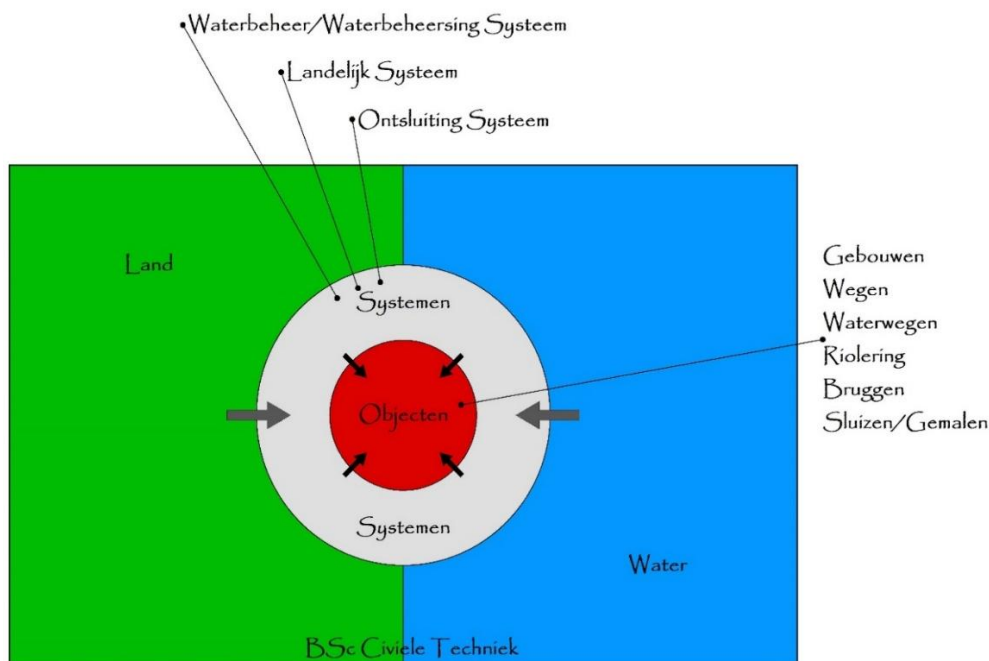 Waterbeheer/Waterbeheersing Systeem
Landelijk Systeem
Ontsluiting Systeem
Land
Gebouwen
Wegen
Waterwegen
Riolering
Bruggen
Sluizen/Gemalen
Systemen
Objecten
Systemen
Water
BSc Civiele Techniek